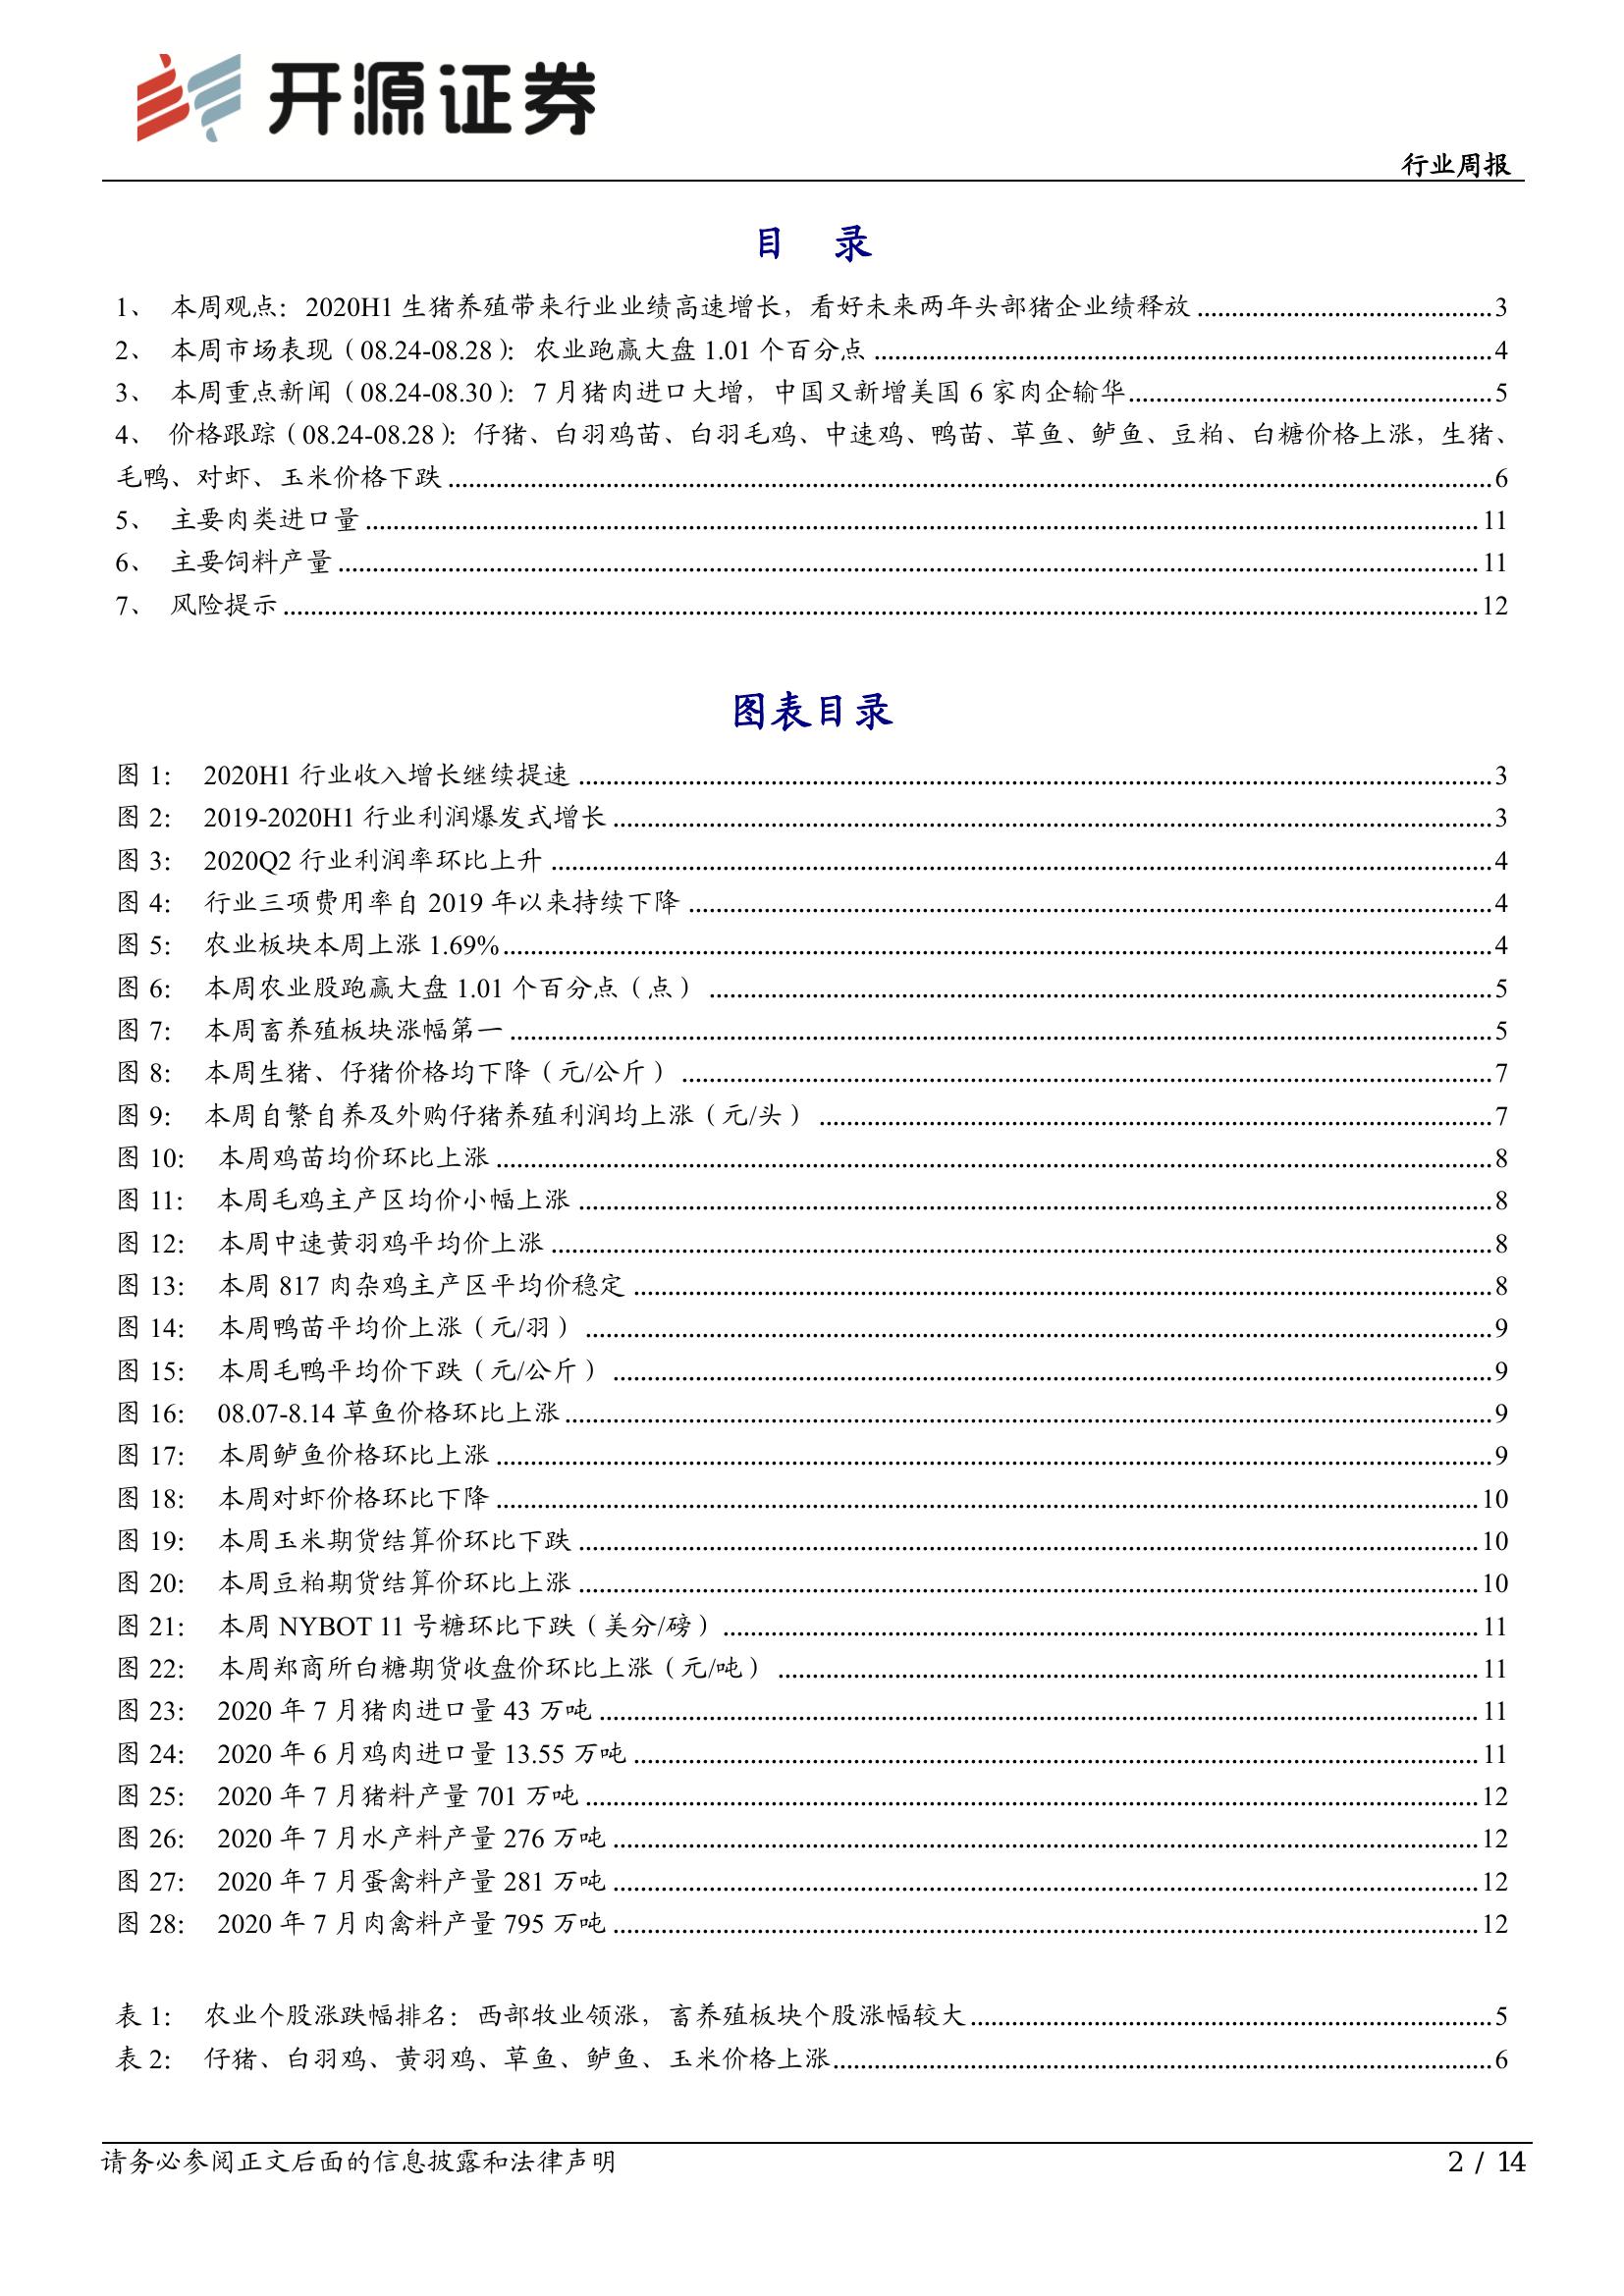 开源证券
行业周报
目 录
1、 本周观点：2020H1 生猪养殖带来行业业绩高速增长，看好未来两年头部猪企业绩释放 ........ 3
2、 本周市场表现（08.24-08.28）：农业跑赢大盘 1.01 个百分点 ........ 4
3、 本周重点新闻（08.24-08.30）：7 月猪肉进口大增，中国又新增美国 6 家肉企输华 ........ 5
4、 价格跟踪（08.24-08.28）：仔猪、白羽鸡苗、白羽毛鸡、中速鸡、鸭苗、草鱼、鲈鱼、豆粕、白糖价格上涨，生猪、
毛鸭、对虾、玉米价格下跌 ........ 6
5、 主要肉类进口量 ........ 11
6、 主要饲料产量 ........ 11
7、 风险提示 ........ 12
图表目录
图 1： 2020H1 行业收入增长继续提速 ........ 3
图 2： 2019-2020H1 行业利润爆发式增长 ........ 3
图 3： 2020Q2 行业利润率环比上升 ........ 4
图 4： 行业三项费用率自 2019 年以来持续下降 ........ 4
图 5： 农业板块本周上涨 1.69% ........ 4
图 6： 本周农业股跑赢大盘 1.01 个百分点（点） ........ 5
图 7： 本周畜养殖板块涨幅第一 ........ 5
图 8： 本周生猪、仔猪价格均下降（元/公斤） ........ 7
图 9： 本周自繁自养及外购仔猪养殖利润均上涨（元/头） ........ 7
图 10： 本周鸡苗均价环比上涨 ........ 8
图 11： 本周毛鸡主产区均价小幅上涨 ........ 8
图 12： 本周中速黄羽鸡平均价上涨 ........ 8
图 13： 本周 817 肉杂鸡主产区平均价稳定 ........ 8
图 14： 本周鸭苗平均价上涨（元/羽） ........ 9
图 15： 本周毛鸭平均价下跌（元/公斤） ........ 9
图 16： 08.07-8.14 草鱼价格环比上涨 ........ 9
图 17： 本周鲈鱼价格环比上涨 ........ 9
图 18： 本周对虾价格环比下降 ........ 10
图 19： 本周玉米期货结算价环比下跌 ........ 10
图 20： 本周豆粕期货结算价环比上涨 ........ 10
图 21： 本周 NYBOT 11 号糖环比下跌（美分/磅） ........ 11
图 22： 本周郑商所白糖期货收盘价环比上涨（元/吨） ........ 11
图 23： 2020 年 7 月猪肉进口量 43 万吨 ........ 11
图 24： 2020 年 6 月鸡肉进口量 13.55 万吨 ........ 11
图 25： 2020 年 7 月猪料产量 701 万吨 ........ 12
图 26： 2020 年 7 月水产料产量 276 万吨 ........ 12
图 27： 2020 年 7 月蛋禽料产量 281 万吨 ........ 12
图 28： 2020 年 7 月肉禽料产量 795 万吨 ........ 12
表 1： 农业个股涨跌幅排名：西部牧业领涨，畜养殖板块个股涨幅较大 ........ 5
表 2： 仔猪、白羽鸡、黄羽鸡、草鱼、鲈鱼、玉米价格上涨 ........ 6
请务必参阅正文后面的信息披露和法律声明
2 / 14